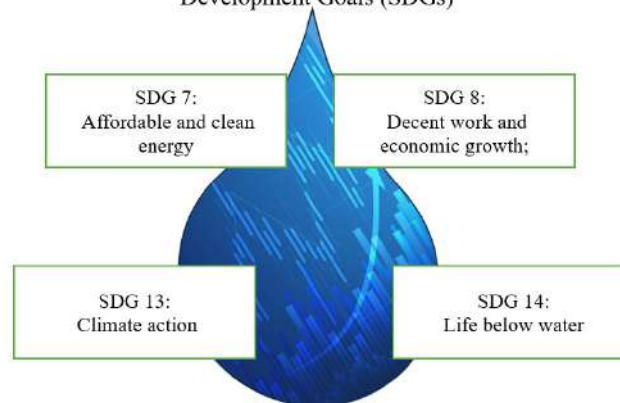 Development Goals (SDGs)
SDG 7:
Affordable and clean
energy
SDG 8:
Decent work and
economic growth;
SDG 13:
Climate action
SDG 14:
Life below water